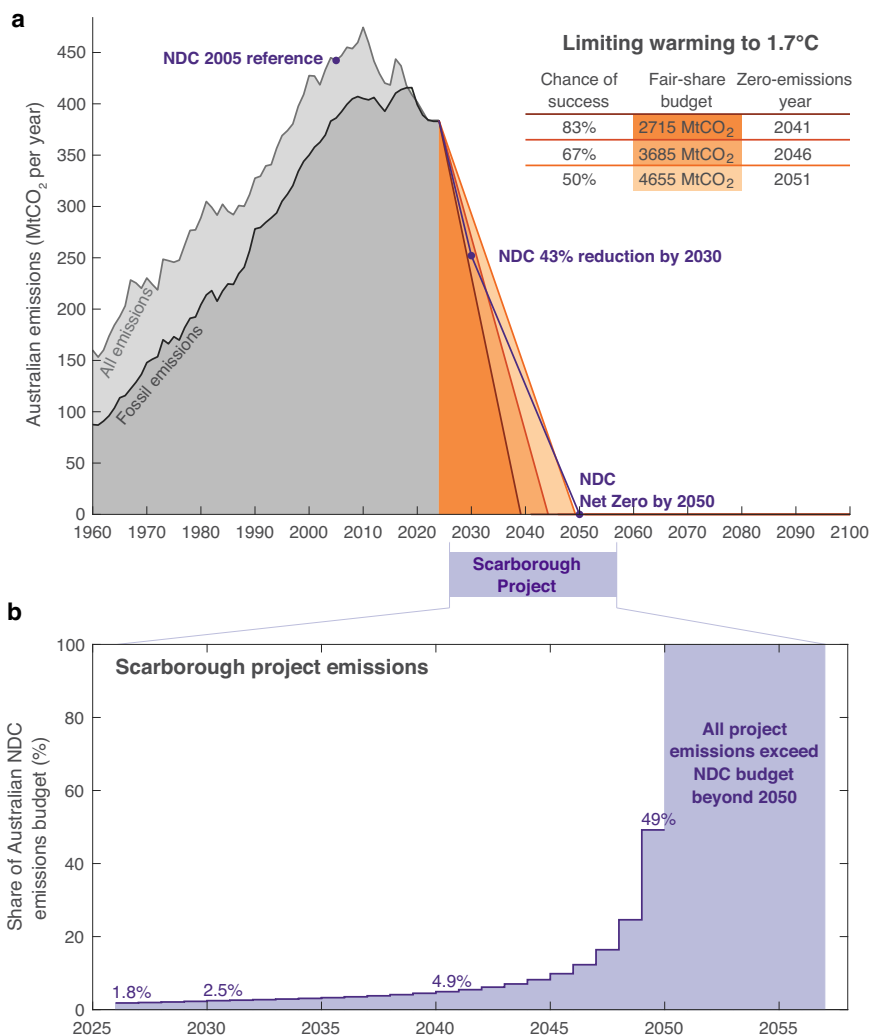 a
Limiting warming to 1.7°C
Chance of success
Fair-share budget
Zero-emissions year
83% 2715 MtCO₂ 2041
67% 3685 MtCO₂ 2046
50% 4655 MtCO₂ 2051
NDC 2005 reference
NDC 43% reduction by 2030
NDC
Net Zero by 2050
All emissions
Fossil emissions
Australian emissions (MtCO₂ per year)
450
400
350
300
250
200
150
100
50
0
1960 1970 1980 1990 2000 2010 2020 2030 2040 2050 2060 2070 2080 2090 2100
Scarborough
Project
b
Scarborough project emissions
Share of Australian NDC
emissions budget (%)
100
80
60
40
20
0
1.8%
2.5%
4.9%
49%
All project
emissions exceed
NDC budget
beyond 2050
2025 2030 2035 2040 2045 2050 2055